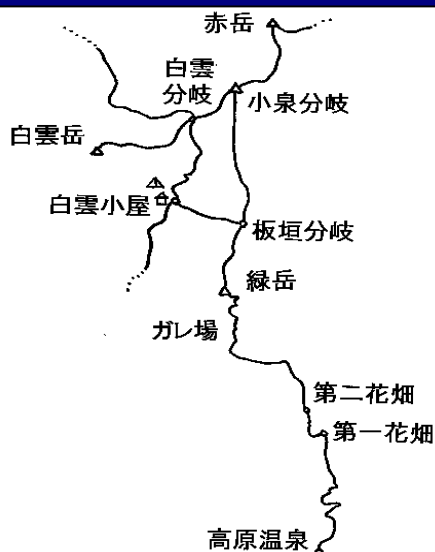 赤岳
白雲
分岐
小泉分岐
白雲岳
白雲小屋
板垣分岐
緑岳
ガレ場
第二花畑
第一花畑
高原温泉